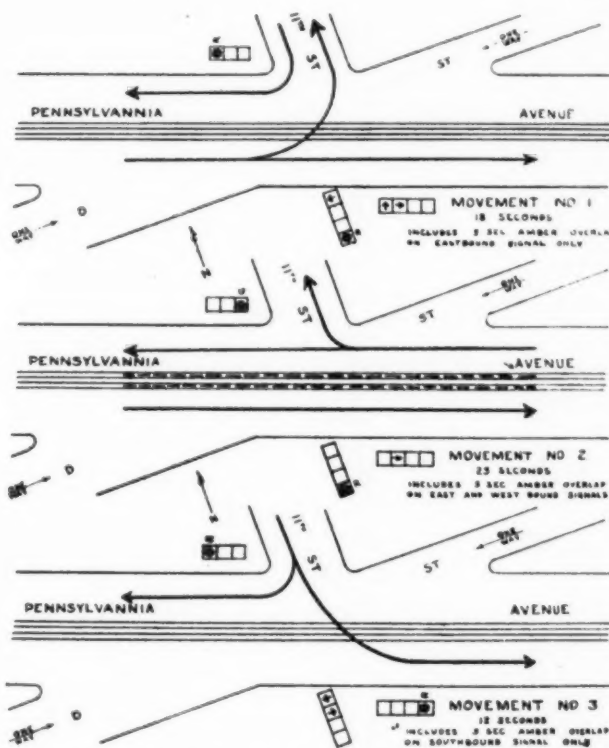 11TH
ST
ST
ONE
WAY
PENNSYLVANNIA
AVENUE
D
ONE
WAY
N
MOVEMENT NO 1
18 SECONDS
INCLUDES 3 SEC AMBER OVERLAP
ON EASTBOUND SIGNAL ONLY
11TH
ST
ST
ONE
WAY
PENNSYLVANNIA
AVENUE
D
ONE
WAY
N
MOVEMENT NO 2
23 SECONDS
INCLUDES 3 SEC AMBER OVERLAP
ON EAST AND WEST BOUND SIGNALS
11TH
ST
ST
ONE
WAY
PENNSYLVANNIA
AVENUE
D
ONE
WAY
MOVEMENT NO 3
12 SECONDS
INCLUDES 3 SEC AMBER OVERLAP
ON SOUTHBOUND SIGNAL ONLY